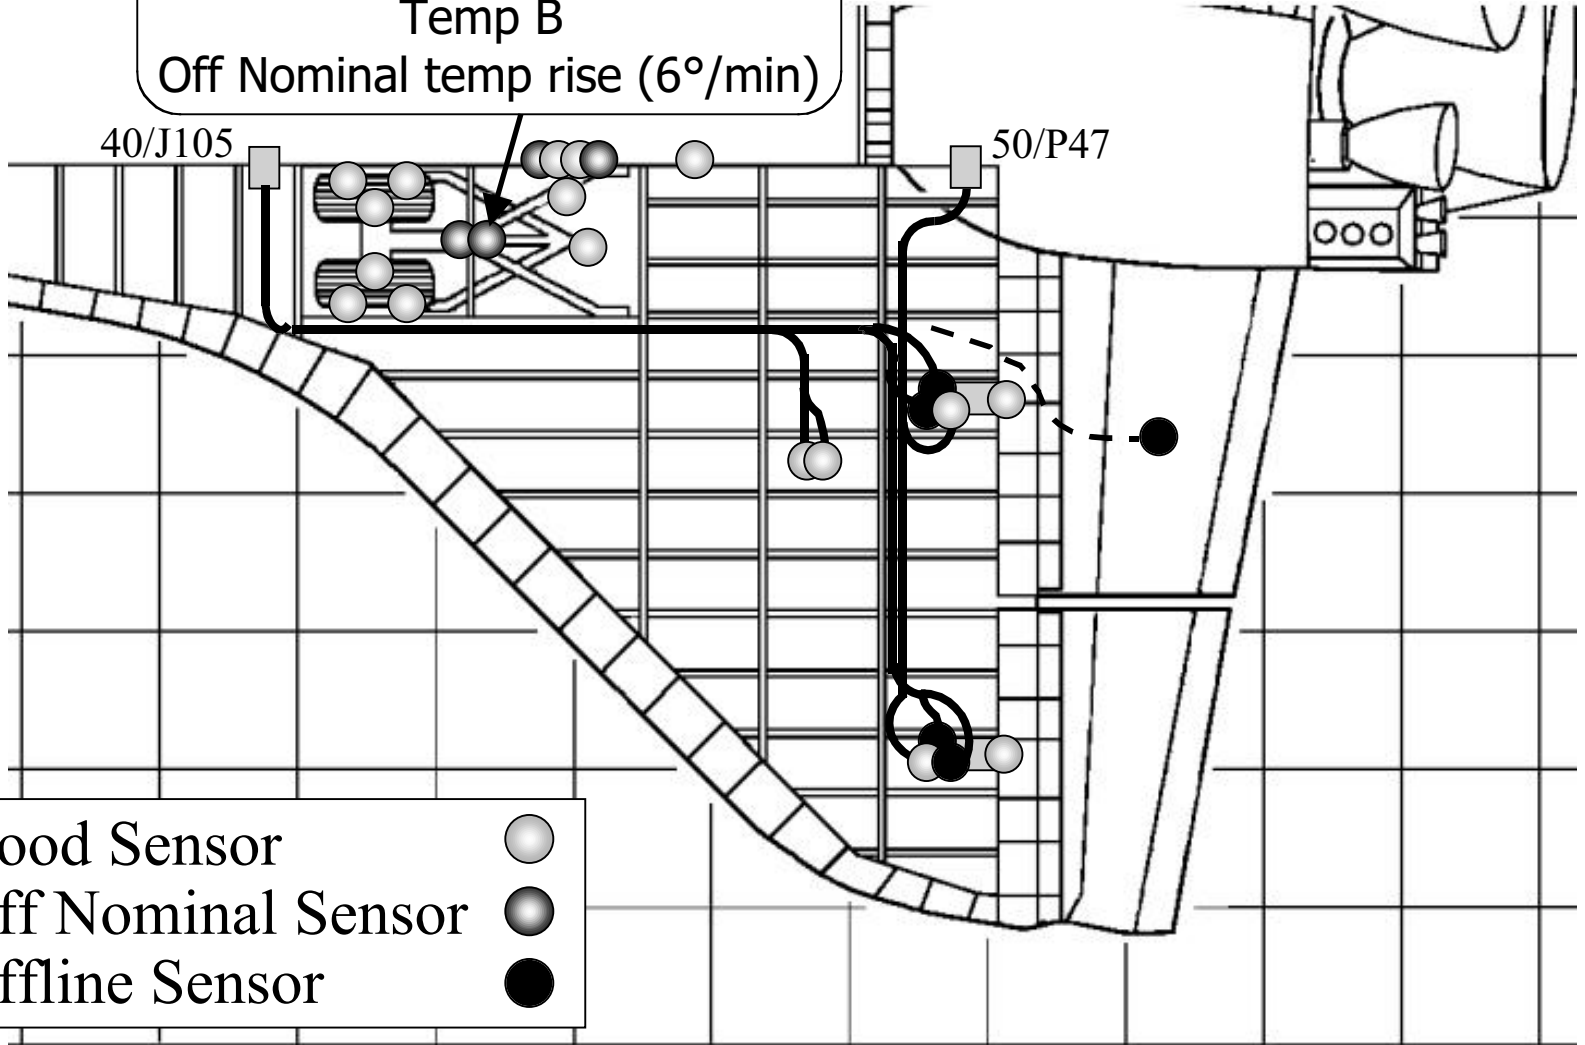 Temp B
Off Nominal temp rise (6°/min)
40/J105
50/P47
ood Sensor
ff Nominal Sensor
ffline Sensor